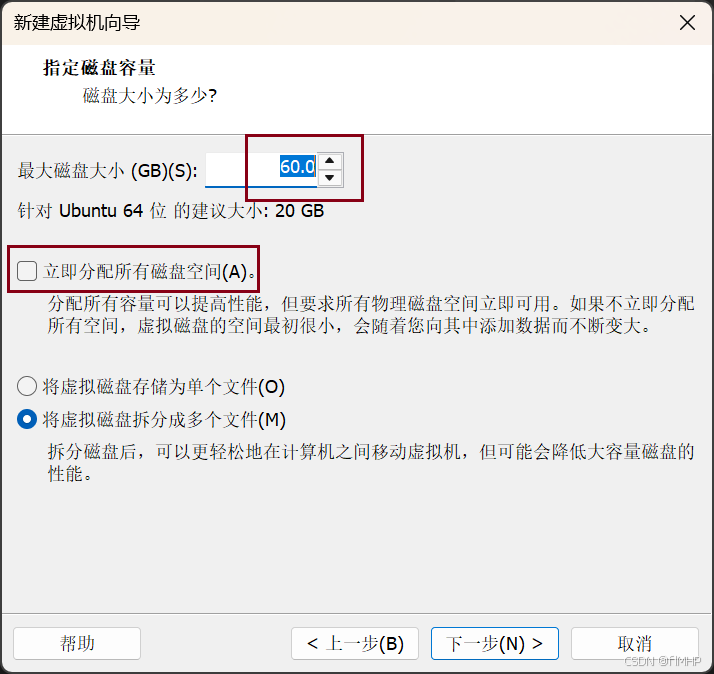 新建虚拟机向导
指定磁盘容量
磁盘大小为多少?
最大磁盘大小 (GB)(S): 60.0
针对 Ubuntu 64 位 的建议大小: 20 GB
立即分配所有磁盘空间(A)。
分配所有容量可以提高性能，但要求所有物理磁盘空间立即可用。如果不立即分配
所有空间，虚拟磁盘的空间最初很小，会随着您向其中添加数据而不断变大。
将虚拟磁盘存储为单个文件(O)
将虚拟磁盘拆分成多个文件(M)
拆分磁盘后，可以更轻松地在计算机之间移动虚拟机，但可能会降低大容量磁盘的
性能。
帮助 < 上一步(B) 下一步(N) > 取消
CSDN @flMHP